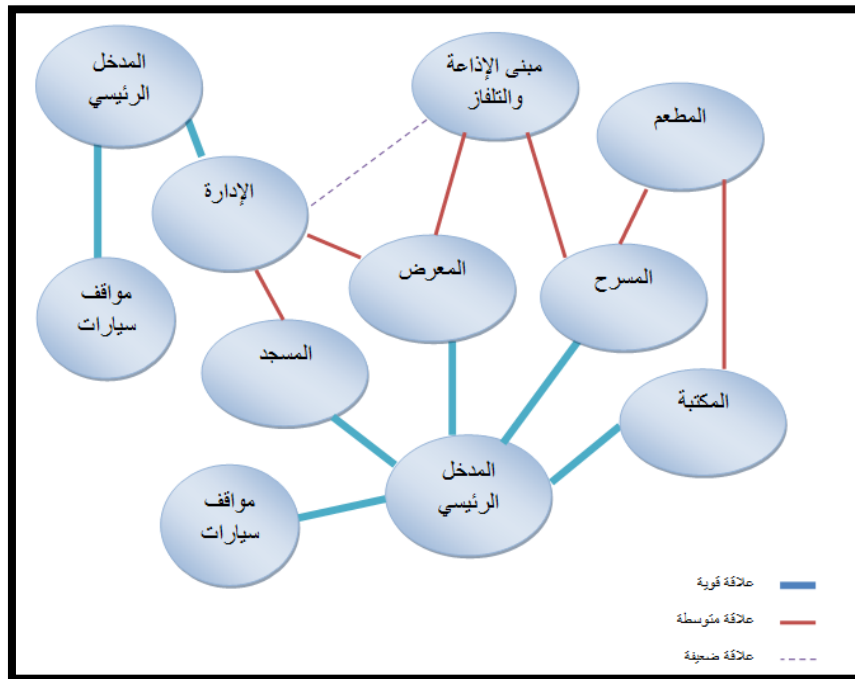 المدخل
الرئيسي
مبنى الإذاعة
والتلفاز
المطعم
الإدارة
المعرض
المسرح
مواقف
سيارات
المسجد
المكتبة
المدخل
الرئيسي
مواقف
سيارات
علاقة قوية
علاقة متوسطة
علاقة ضعيفة